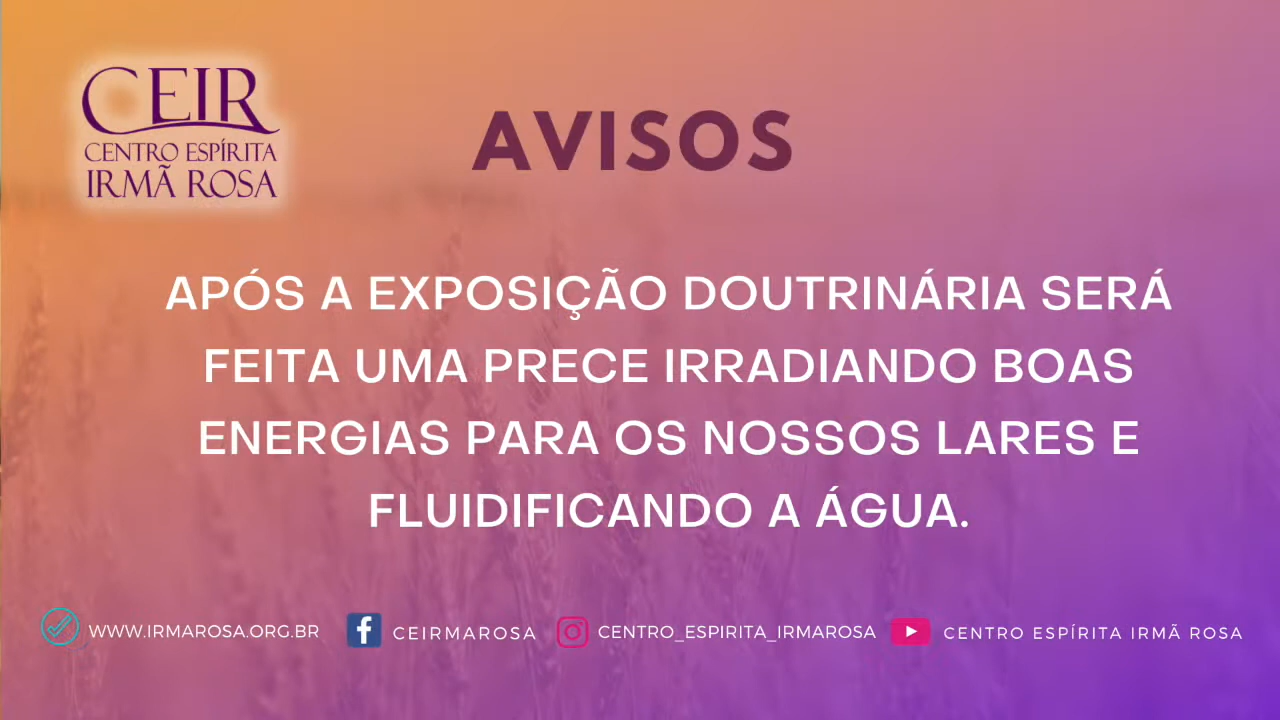 CEIR
CENTRO ESPÍRITA
IRMÃ ROSA
AVISOS
APÓS A EXPOSIÇÃO DOUTRINÁRIA SERÁ
FEITA UMA PRECE IRRADIANDO BOAS
ENERGIAS PARA OS NOSSOS LARES E
FLUIDIFICANDO A ÁGUA.
WWW.IRMAROSA.ORG.BR CEIRMAROSA CENTRO_ESPIRITA_IRMAROSA CENTRO ESPÍRITA IRMÃ ROSA